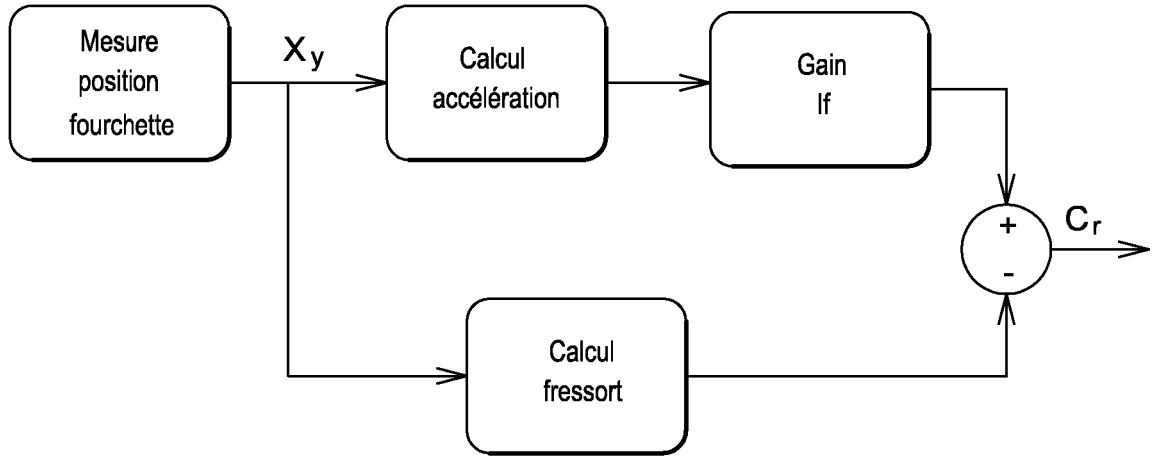 Mesure
position
fourchette
Xy
Calcul
accélération
Gain
If
+
-
Cr
Calcul
fressort